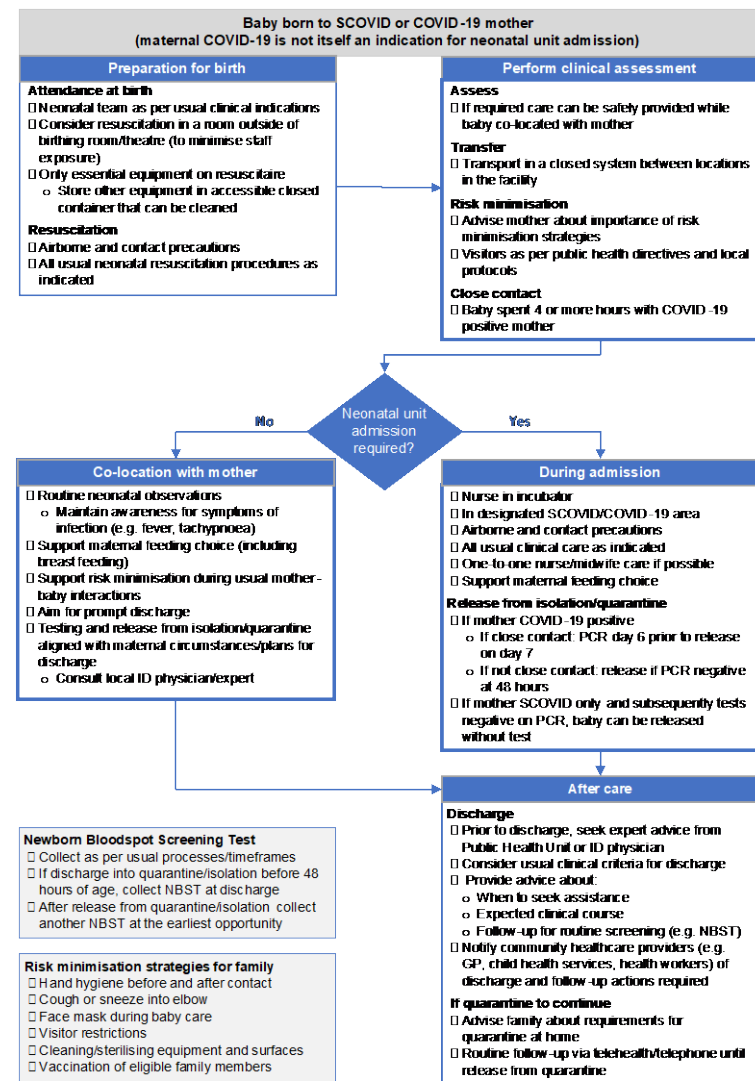 Baby born to SCOVID or COVID-19 mother
(maternal COVID-19 is not itself an indication for neonatal unit admission)
Preparation for birth
Attendance at birth
Neonatal team as per usual clinical indications
Consider resuscitation in a room outside of
birthing room/theatre (to minimise staff
exposure)
Only essential equipment on resuscitaire
o Store other equipment in accessible closed
container that can be cleaned
Resuscitation
Airborne and contact precautions
All usual neonatal resuscitation procedures as
indicated
Perform clinical assessment
Assess
If required care can be safely provided while
baby co-located with mother
Transfer
Transport in a closed system between locations
in the facility
Risk minimisation
Advise mother about importance of risk
minimisation strategies
Visitors as per public health directives and local
protocols
Close contact
Baby spent 4 or more hours with COVID-19
positive mother
Neonatal unit
admission
required?
No
Yes
Co-location with mother
Routine neonatal observations
o Maintain awareness for symptoms of
infection (e.g. fever, tachypnoea)
Support maternal feeding choice (including
breast feeding)
Support risk minimisation during usual mother-
baby interactions
Aim for prompt discharge
Testing and release from isolation/quarantine
aligned with maternal circumstances/plans for
discharge
o Consult local ID physician/expert
During admission
Nurse in incubator
In designated SCOVID/COVID-19 area
Airborne and contact precautions
All usual clinical care as indicated
One-to-one nurse/midwife care if possible
Support maternal feeding choice
Release from isolation/quarantine
If mother COVID-19 positive
o If close contact: PCR day 6 prior to release
on day 7
o If not close contact: release if PCR negative
at 48 hours
If mother SCOVID only and subsequently tests
negative on PCR, baby can be released
without test
Newborn Bloodspot Screening Test
Collect as per usual processes/timeframes
If discharge into quarantine/isolation before 48
hours of age, collect NBST at discharge
After release from quarantine/isolation collect
another NBST at the earliest opportunity
Risk minimisation strategies for family
Hand hygiene before and after contact
Cough or sneeze into elbow
Face mask during baby care
Visitor restrictions
Cleaning/sterilising equipment and surfaces
Vaccination of eligible family members
After care
Discharge
Prior to discharge, seek expert advice from
Public Health Unit or ID physician
Consider usual clinical criteria for discharge
Provide advice about:
o When to seek assistance
o Expected clinical course
o Follow-up for routine screening (e.g. NBST)
Notify community healthcare providers (e.g.
GP, child health services, health workers) of
discharge and follow-up actions required
If quarantine to continue
Advise family about requirements for
quarantine at home
Routine follow-up via telehealth/telephone until
release from quarantine